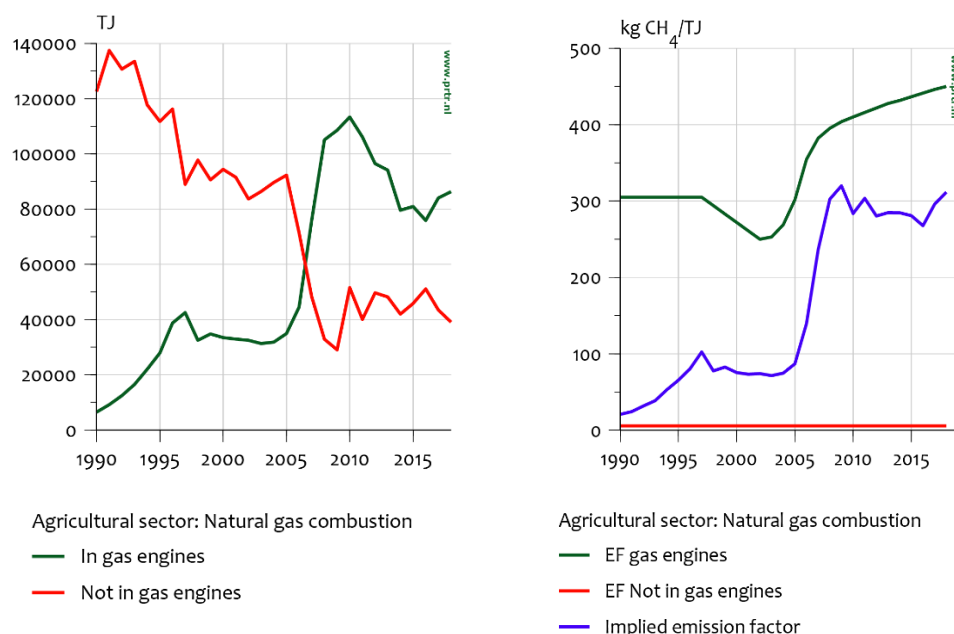 TJ
140000
120000
100000
80000
60000
40000
20000
0
1990 1995 2000 2005 2010 2015
www.prtr.nl
Agricultural sector: Natural gas combustion
In gas engines
Not in gas engines
kg CH4/TJ
500
400
300
200
100
0
1990 1995 2000 2005 2010 2015
Agricultural sector: Natural gas combustion
EF gas engines
EF Not in gas engines
Implied emission factor